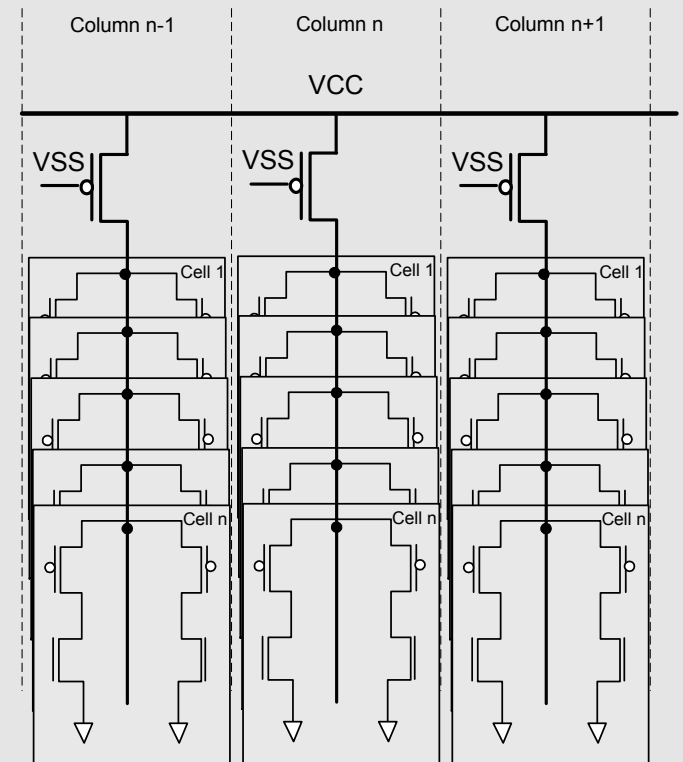 Column n-1 Column n Column n+1
VCC
VSS VSS VSS
Cell 1 Cell 1 Cell 1
Cell n Cell n Cell n